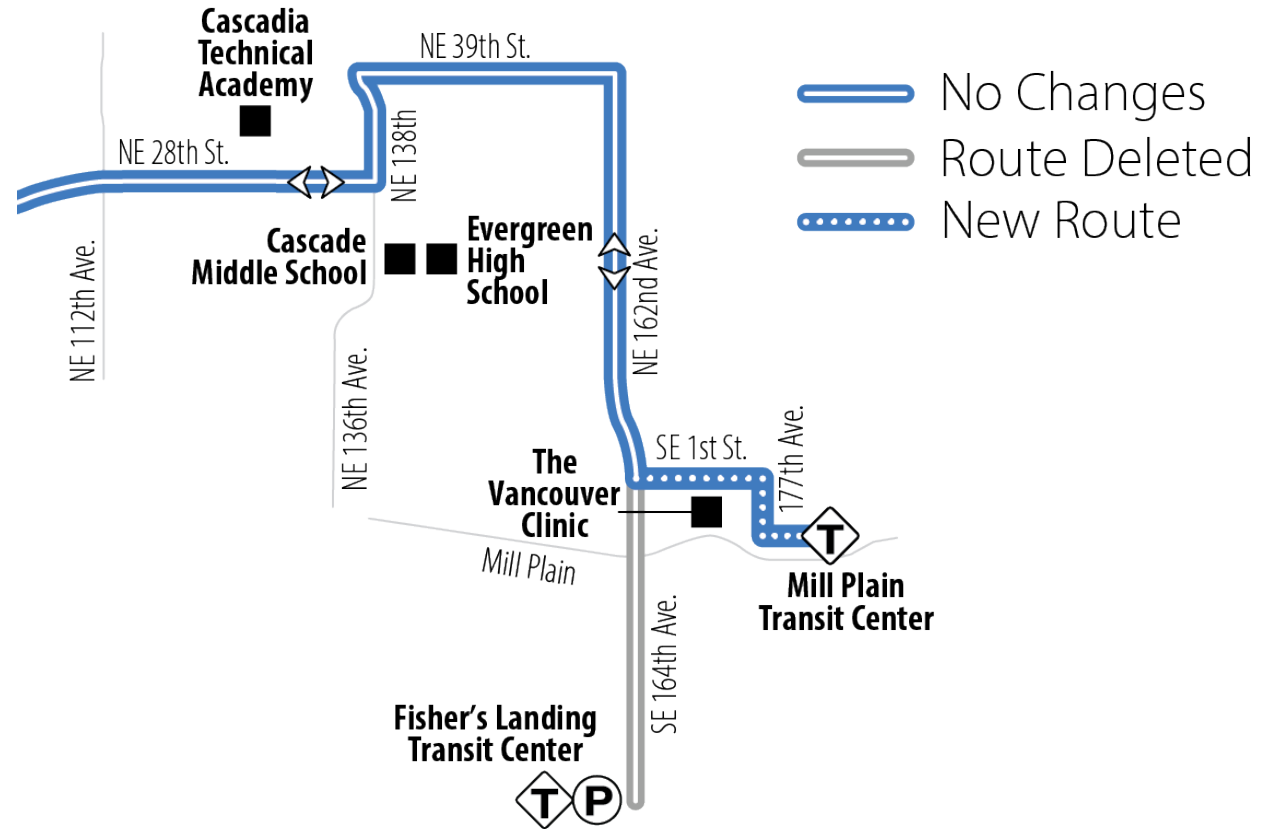 Cascadia
Technical
Academy
NE 39th St.
No Changes
Route Deleted
New Route
NE 28th St.
NE 138th
Cascade
Middle School
Evergreen
High
School
NE 112th Ave.
NE 136th Ave.
NE 162nd Ave.
SE 1st St.
177th Ave.
The
Vancouver
Clinic
Mill Plain
T
Mill Plain
Transit Center
SE 164th Ave.
Fisher’s Landing
Transit Center
T P